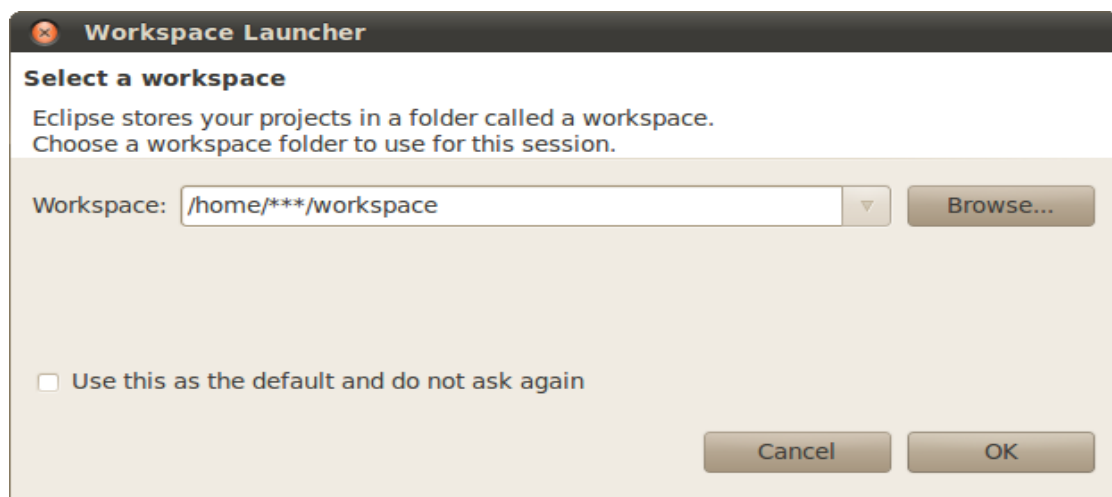 Workspace Launcher
Select a workspace
Eclipse stores your projects in a folder called a workspace.
Choose a workspace folder to use for this session.
Workspace: /home/***/workspace Browse...
Use this as the default and do not ask again
Cancel OK